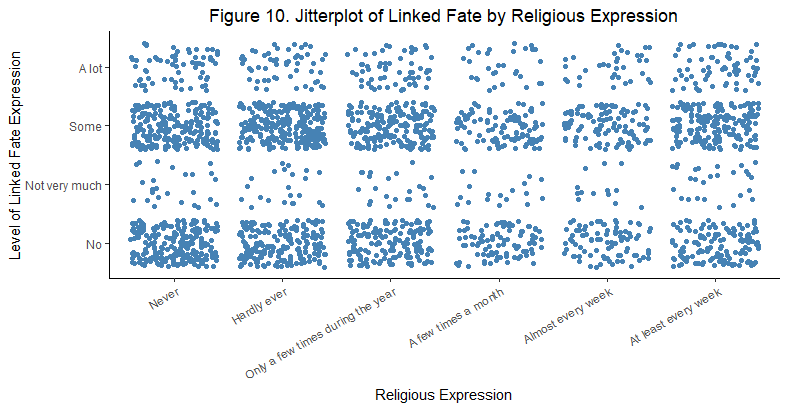 Figure 10. Jitterplot of Linked Fate by Religious Expression
Level of Linked Fate Expression
A lot
Some
Not very much
No
Never
Hardly ever
Only a few times during the year
A few times a month
Almost every week
At least every week
Religious Expression